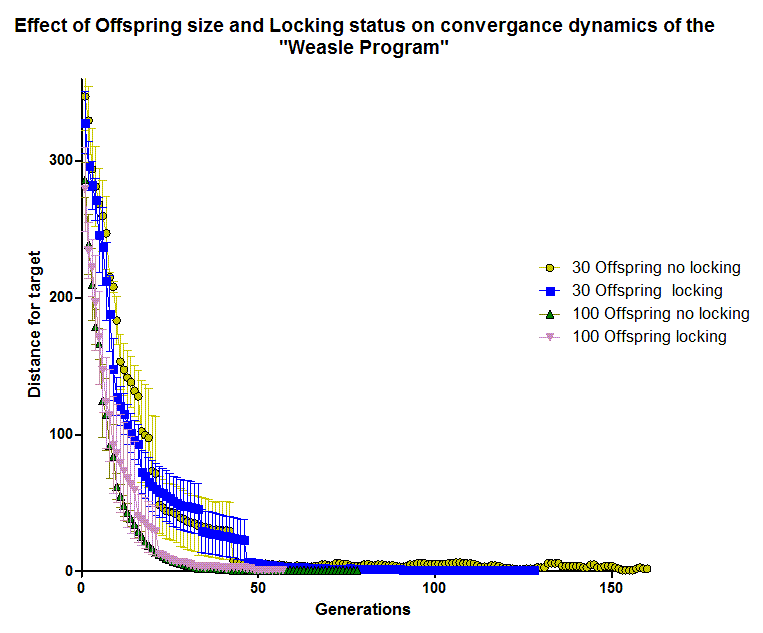 Effect of Offspring size and Locking status on convergance dynamics of the
"Weasle Program"
300
200
100
0
Distance for target
30 Offspring no locking
30 Offspring  locking
100 Offspring no locking
100 Offspring locking
0 50 100 150
Generations